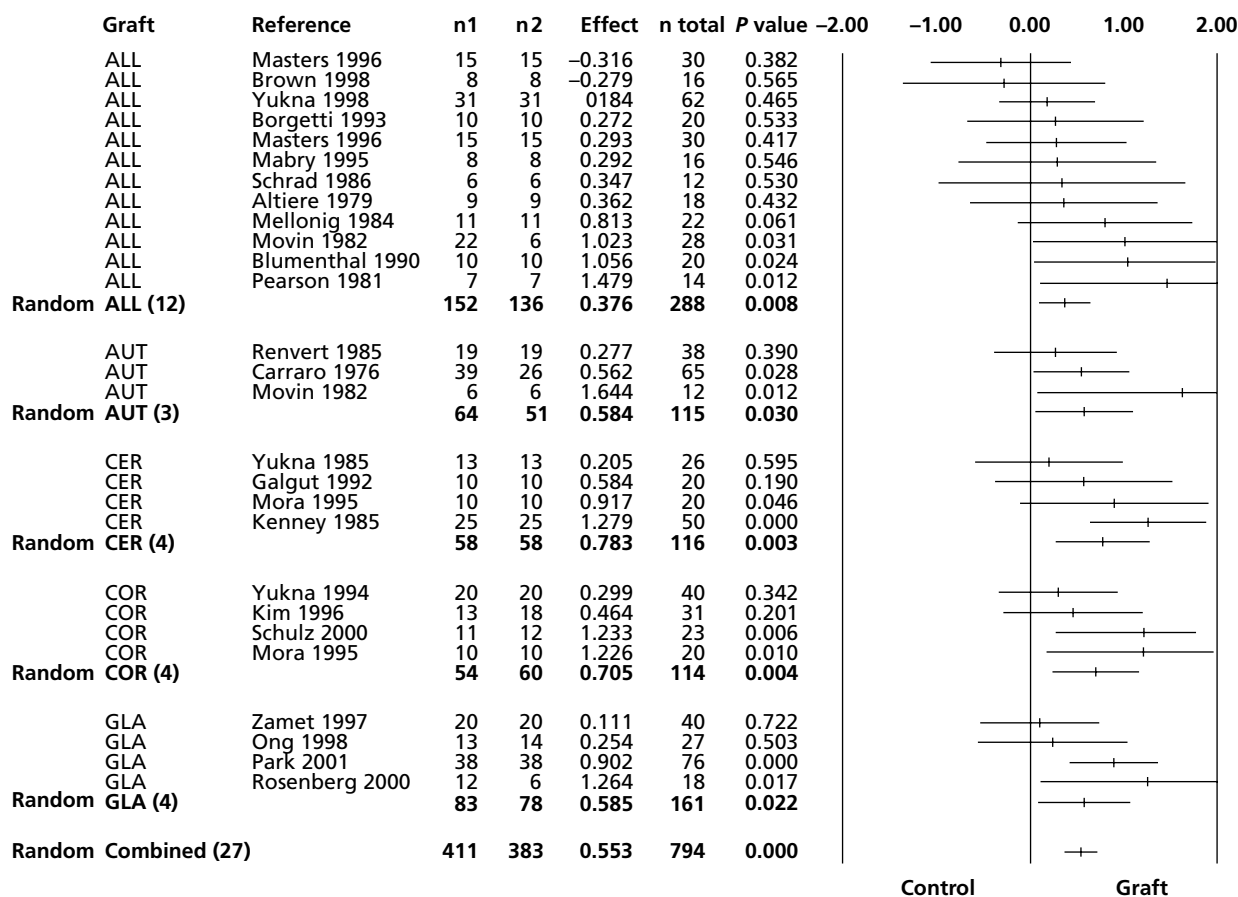 Graft Reference n1 n2 Effect n total P value −2.00 −1.00 0.00 1.00 2.00
ALL Masters 1996 15 15 −0.316 30 0.382
ALL Brown 1998 8 8 −0.279 16 0.565
ALL Yukna 1998 31 31 0184 62 0.465
ALL Borgetti 1993 10 10 0.272 20 0.533
ALL Masters 1996 15 15 0.293 30 0.417
ALL Mabry 1995 8 8 0.292 16 0.546
ALL Schrad 1986 6 6 0.347 12 0.530
ALL Altiere 1979 9 9 0.362 18 0.432
ALL Mellonig 1984 11 11 0.813 22 0.061
ALL Movin 1982 22 6 1.023 28 0.031
ALL Blumenthal 1990 10 10 1.056 20 0.024
ALL Pearson 1981 7 7 1.479 14 0.012
Random ALL (12) 152 136 0.376 288 0.008
AUT Renvert 1985 19 19 0.277 38 0.390
AUT Carraro 1976 39 26 0.562 65 0.028
AUT Movin 1982 6 6 1.644 12 0.012
Random AUT (3) 64 51 0.584 115 0.030
CER Yukna 1985 13 13 0.205 26 0.595
CER Galgut 1992 10 10 0.584 20 0.190
CER Mora 1995 10 10 0.917 20 0.046
CER Kenney 1985 25 25 1.279 50 0.000
Random CER (4) 58 58 0.783 116 0.003
COR Yukna 1994 20 20 0.299 40 0.342
COR Kim 1996 13 18 0.464 31 0.201
COR Schulz 2000 11 12 1.233 23 0.006
COR Mora 1995 10 10 1.226 20 0.010
Random COR (4) 54 60 0.705 114 0.004
GLA Zamet 1997 20 20 0.111 40 0.722
GLA Ong 1998 13 14 0.254 27 0.503
GLA Park 2001 38 38 0.902 76 0.000
GLA Rosenberg 2000 12 6 1.264 18 0.017
Random GLA (4) 83 78 0.585 161 0.022
Random Combined (27) 411 383 0.553 794 0.000
Control Graft